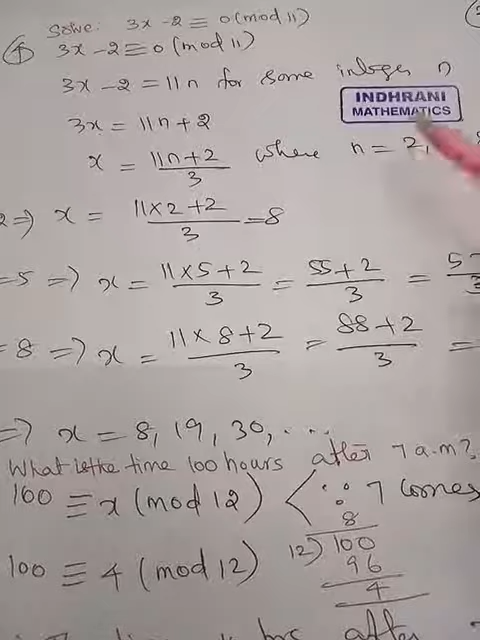 Solve: 3x - 2 ≡ 0 (mod 11)
④ 3x - 2 ≡ 0 (mod 11)
3x - 2 = 11n for some integer n
INDHRANI
MATHEMATICS
3x = 11n + 2
x = (11n + 2)/3 where n = 2,
2 ⇒ x = (11 × 2 + 2)/3 = 8
= 5 ⇒ x = (11 × 5 + 2)/3 = (55 + 2)/3 =
= 8 ⇒ x = (11 × 8 + 2)/3 = (88 + 2)/3 =
⇒ x = 8, 19, 30, ...
What is the time 100 hours after 7 a.m?
100 ≡ x (mod 12) < ∵ 7 comes
100 ≡ 4 (mod 12)
8
12) 100
96
4
hrs after